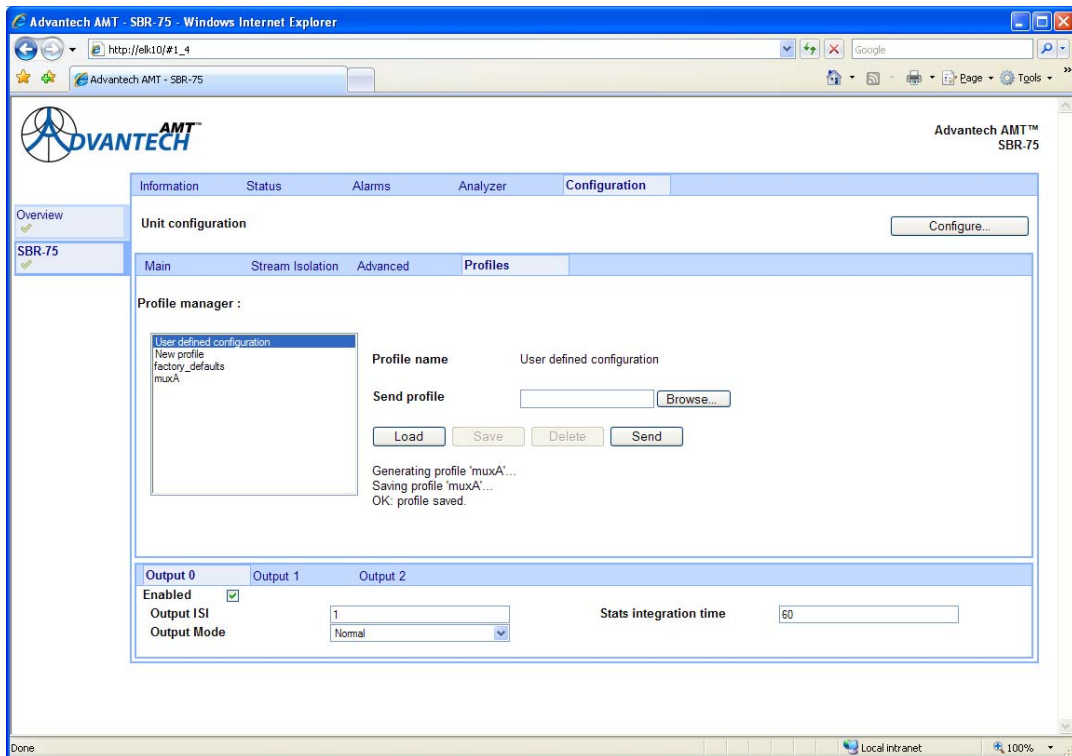 Advantech AMT - SBR-75 - Windows Internet Explorer
http://elk10/#1_4
Google
Advantech AMT - SBR-75
Page
Tools
»
ADVANTECH AMT™
Advantech AMT™
SBR-75
Information Status Alarms Analyzer Configuration
Overview
SBR-75
Unit configuration
Configure...
Main Stream Isolation Advanced Profiles
Profile manager :
User defined configuration
New profile
factory_defaults
muxA
Profile name User defined configuration
Send profile Browse...
Load Save Delete Send
Generating profile 'muxA'...
Saving profile 'muxA'...
OK: profile saved.
Output 0 Output 1 Output 2
Enabled
Output ISI 1 Stats integration time 60
Output Mode Normal
Done Local intranet 100%